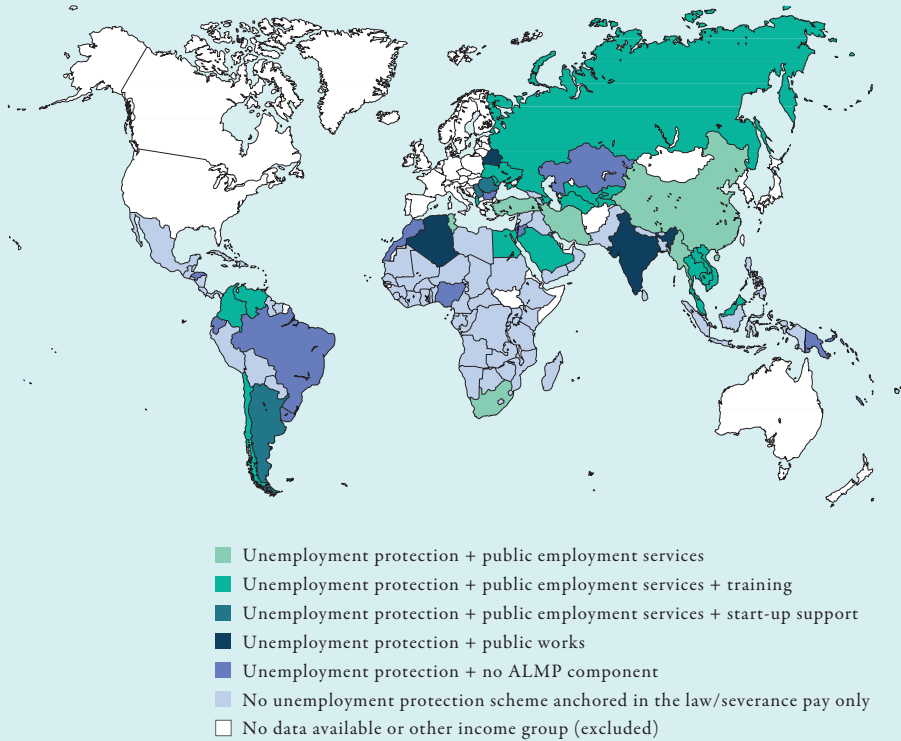 Unemployment protection + public employment services
Unemployment protection + public employment services + training
Unemployment protection + public employment services + start-up support
Unemployment protection + public works
Unemployment protection + no ALMP component
No unemployment protection scheme anchored in the law/severance pay only
No data available or other income group (excluded)